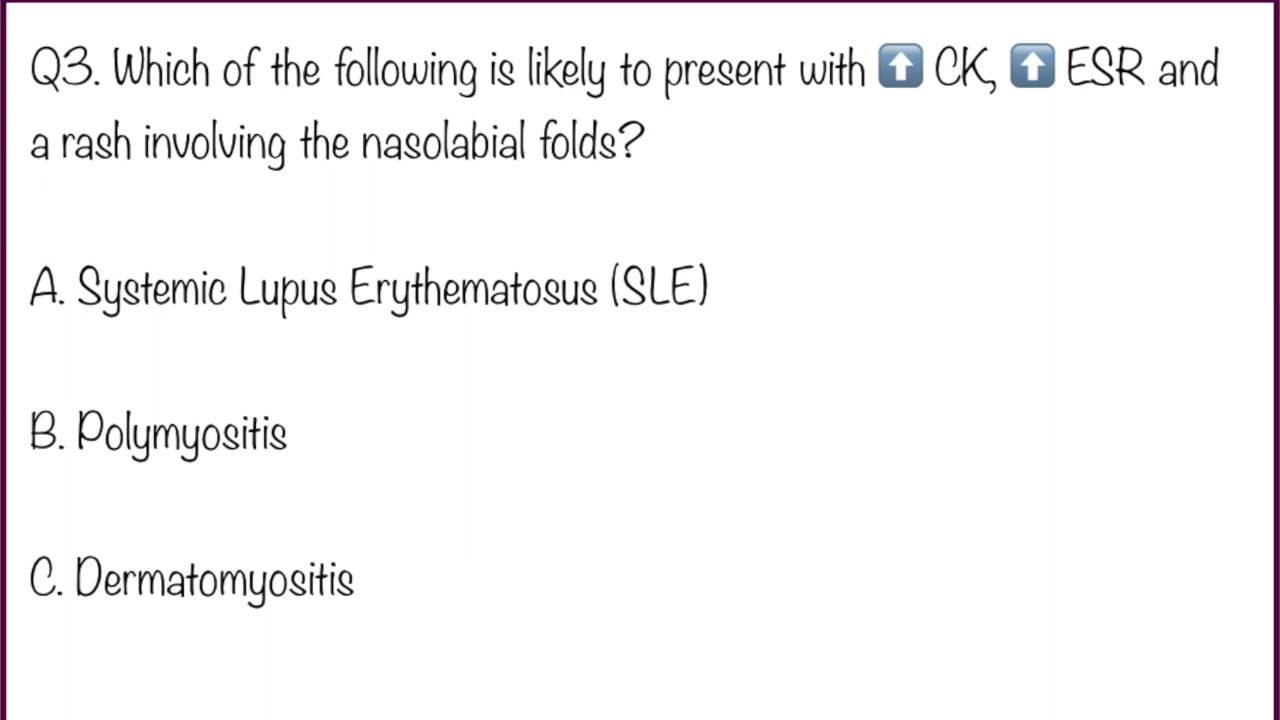 Q3. Which of the following is likely to present with ⬆️ CK, ⬆️ ESR and
a rash involving the nasolabial folds?
A. Systemic Lupus Erythematosus (SLE)
B. Polymyositis
C. Dermatomyositis